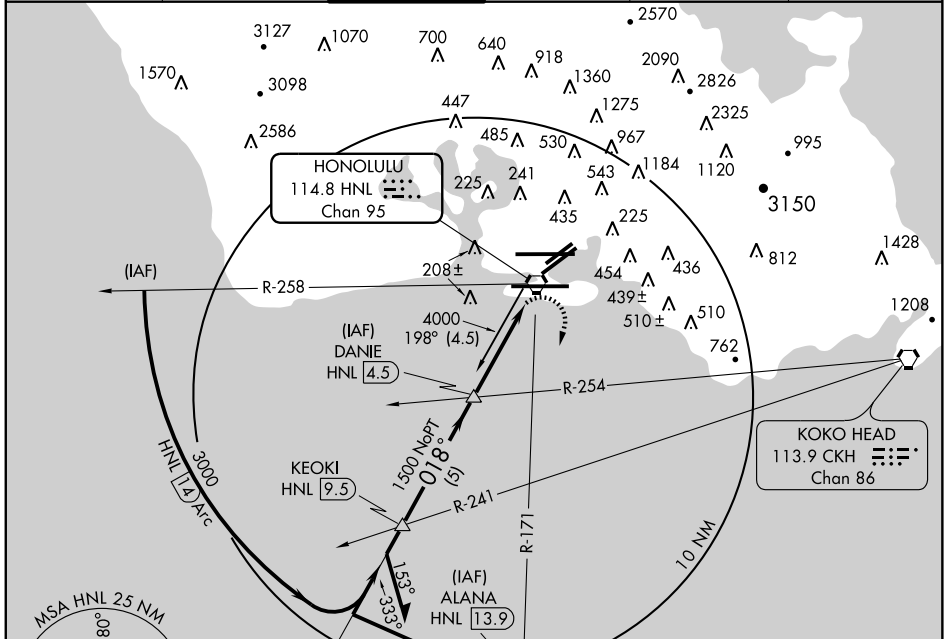 2570
3127
1070
700
640
918
2090
1570
3098
1360
2826
447
1275
2325
2586
485
530
967
995
1120
1184
HONOLULU
114.8 HNL
Chan 95
225
241
543
435
3150
225
(IAF)
R-258
208±
454
436
812
1428
439±
510±
510
1208
4000
198° (4.5)
762
(IAF)
DANIE
HNL 4.5
R-254
KOKO HEAD
113.9 CKH
Chan 86
1500 NoPT
018°
(5)
3000
HNL 14 Arc
KEOKI
HNL 9.5
R-241
R-171
10 NM
153°
333°
(IAF)
ALANA
HNL 13.9
MSA HNL 25 NM